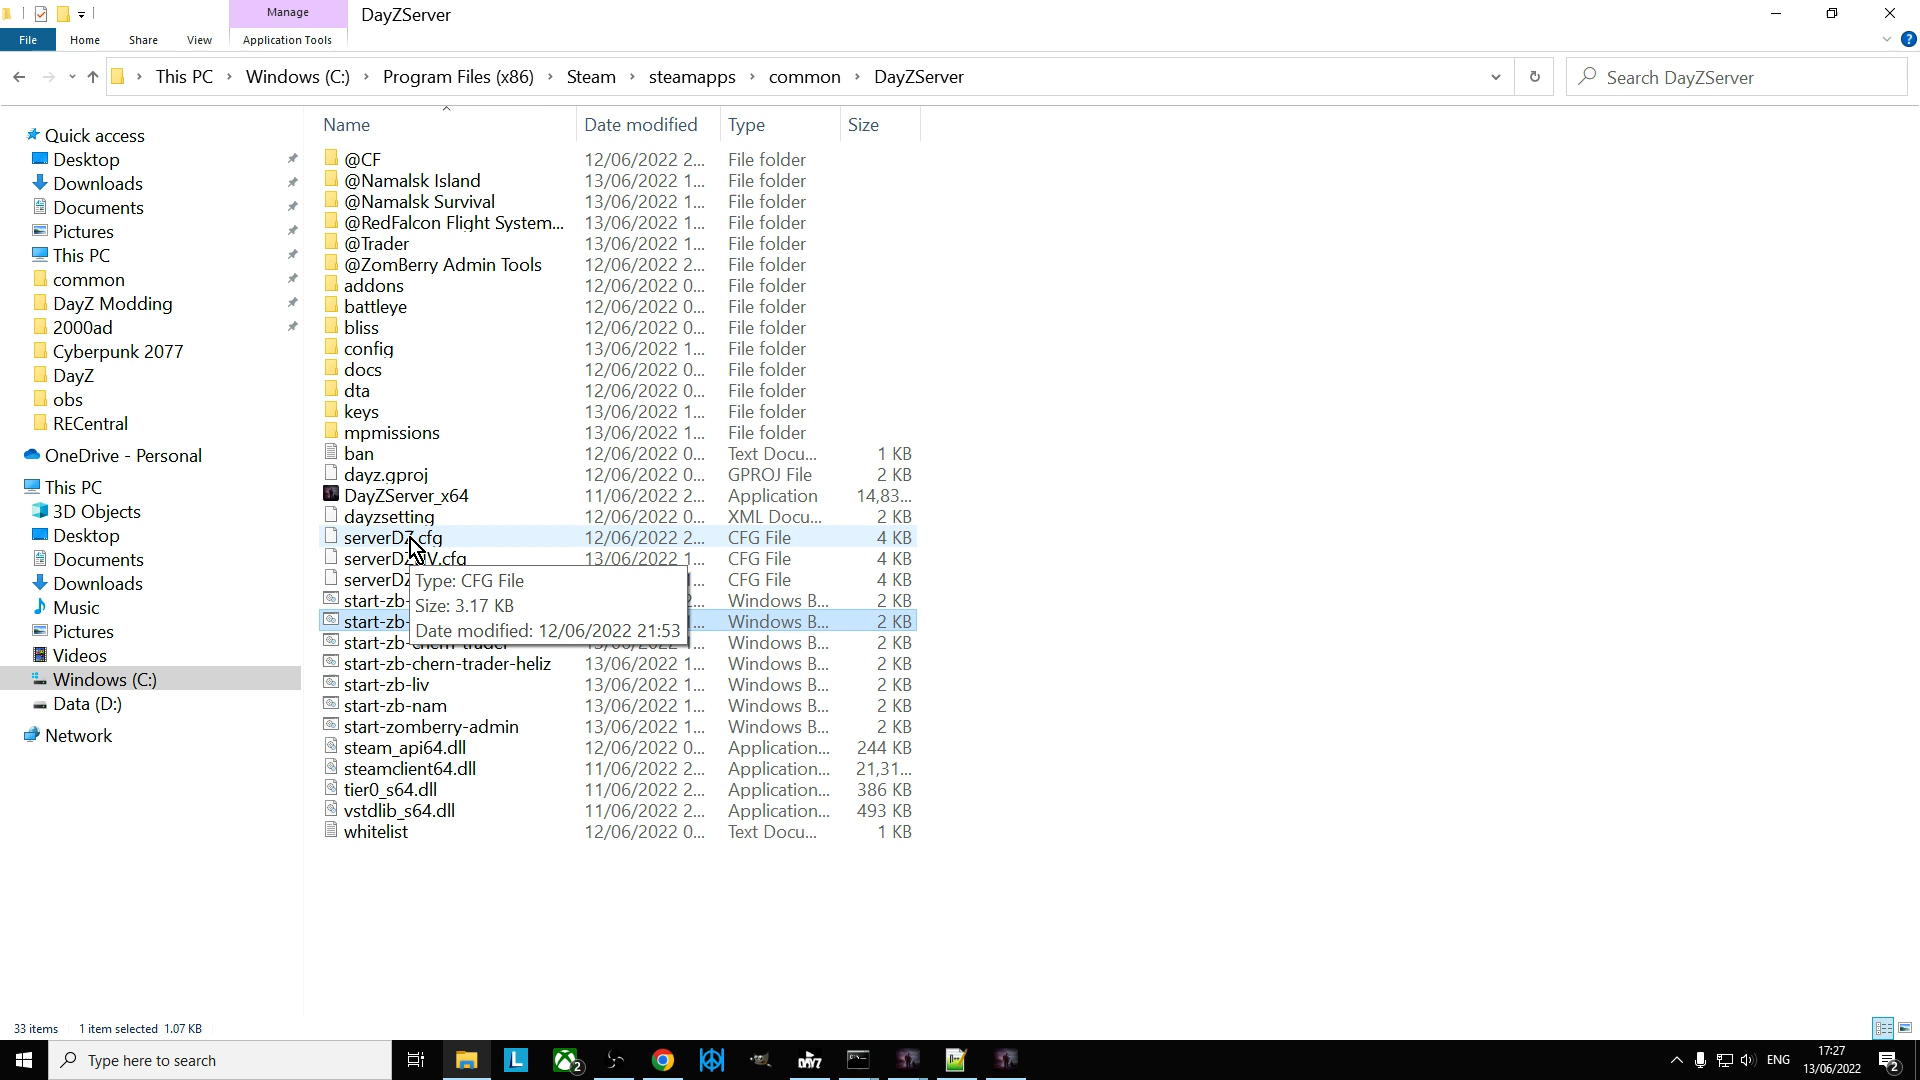 Manage
DayZServer
File
Home
Share
View
Application Tools
This PC
Windows (C:)
Program Files (x86)
Steam
steamapps
common
DayZServer
Search DayZServer
Quick access
Desktop
Downloads
Documents
Pictures
This PC
common
DayZ Modding
2000ad
Cyberpunk 2077
DayZ
obs
RECentral
OneDrive - Personal
This PC
3D Objects
Desktop
Documents
Downloads
Music
Pictures
Videos
Windows (C:)
Data (D:)
Network
Name Date modified Type Size
@CF 12/06/2022 2... File folder
@Namalsk Island 13/06/2022 1... File folder
@Namalsk Survival 13/06/2022 1... File folder
@RedFalcon Flight System... 13/06/2022 1... File folder
@Trader 13/06/2022 1... File folder
@ZomBerry Admin Tools 12/06/2022 2... File folder
addons 12/06/2022 0... File folder
battleye 12/06/2022 0... File folder
bliss 12/06/2022 0... File folder
config 13/06/2022 1... File folder
docs 12/06/2022 0... File folder
dta 12/06/2022 0... File folder
keys 13/06/2022 1... File folder
mpmissions 13/06/2022 1... File folder
ban 12/06/2022 0... Text Docu... 1 KB
dayz.gproj 12/06/2022 0... GPROJ File 2 KB
DayZServer_x64 11/06/2022 2... Application 14,83...
dayzsetting 12/06/2022 0... XML Docu... 2 KB
serverDZ.cfg 12/06/2022 2... CFG File 4 KB
13/06/2022 1... CFG File 4 KB
serverDZ ... CFG File 4 KB
start-zb- 2... Windows B... 2 KB
start-zb- ... Windows B... 2 KB
start-zb-chern-trader 13/06/2022 1... Windows B... 2 KB
start-zb-chern-trader-heliz 13/06/2022 1... Windows B... 2 KB
start-zb-liv 13/06/2022 1... Windows B... 2 KB
start-zb-nam 13/06/2022 1... Windows B... 2 KB
start-zomberry-admin 13/06/2022 1... Windows B... 2 KB
steam_api64.dll 12/06/2022 0... Application... 244 KB
steamclient64.dll 11/06/2022 2... Application... 21,31...
tier0_s64.dll 11/06/2022 2... Application... 386 KB
vstdlib_s64.dll 11/06/2022 2... Application... 493 KB
whitelist 12/06/2022 0... Text Docu... 1 KB
Type: CFG File
Size: 3.17 KB
Date modified: 12/06/2022 21:53
33 items 1 item selected 1.07 KB
Type here to search
L
2
DAYZ
ENG
17:27
13/06/2022
2